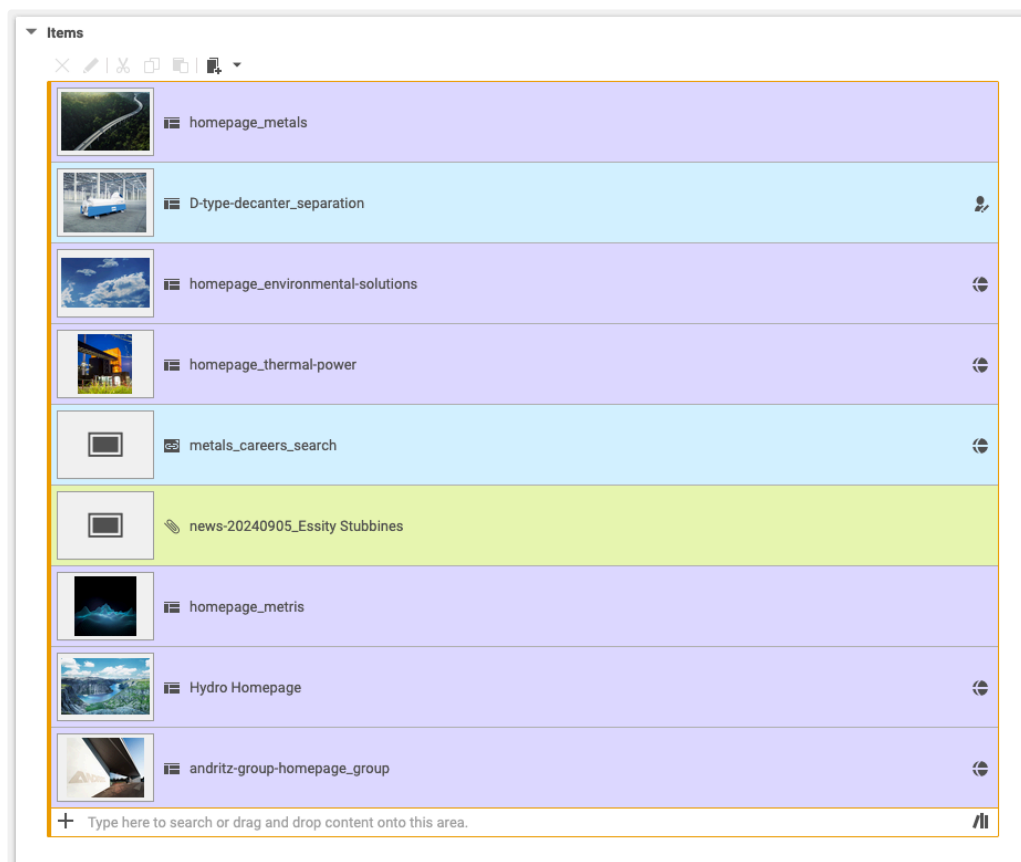 Items
homepage_metals
D-type-decanter_separation
homepage_environmental-solutions
homepage_thermal-power
metals_careers_search
news-20240905_Essity Stubbines
homepage_metris
Hydro Homepage
andritz-group-homepage_group
Type here to search or drag and drop content onto this area.